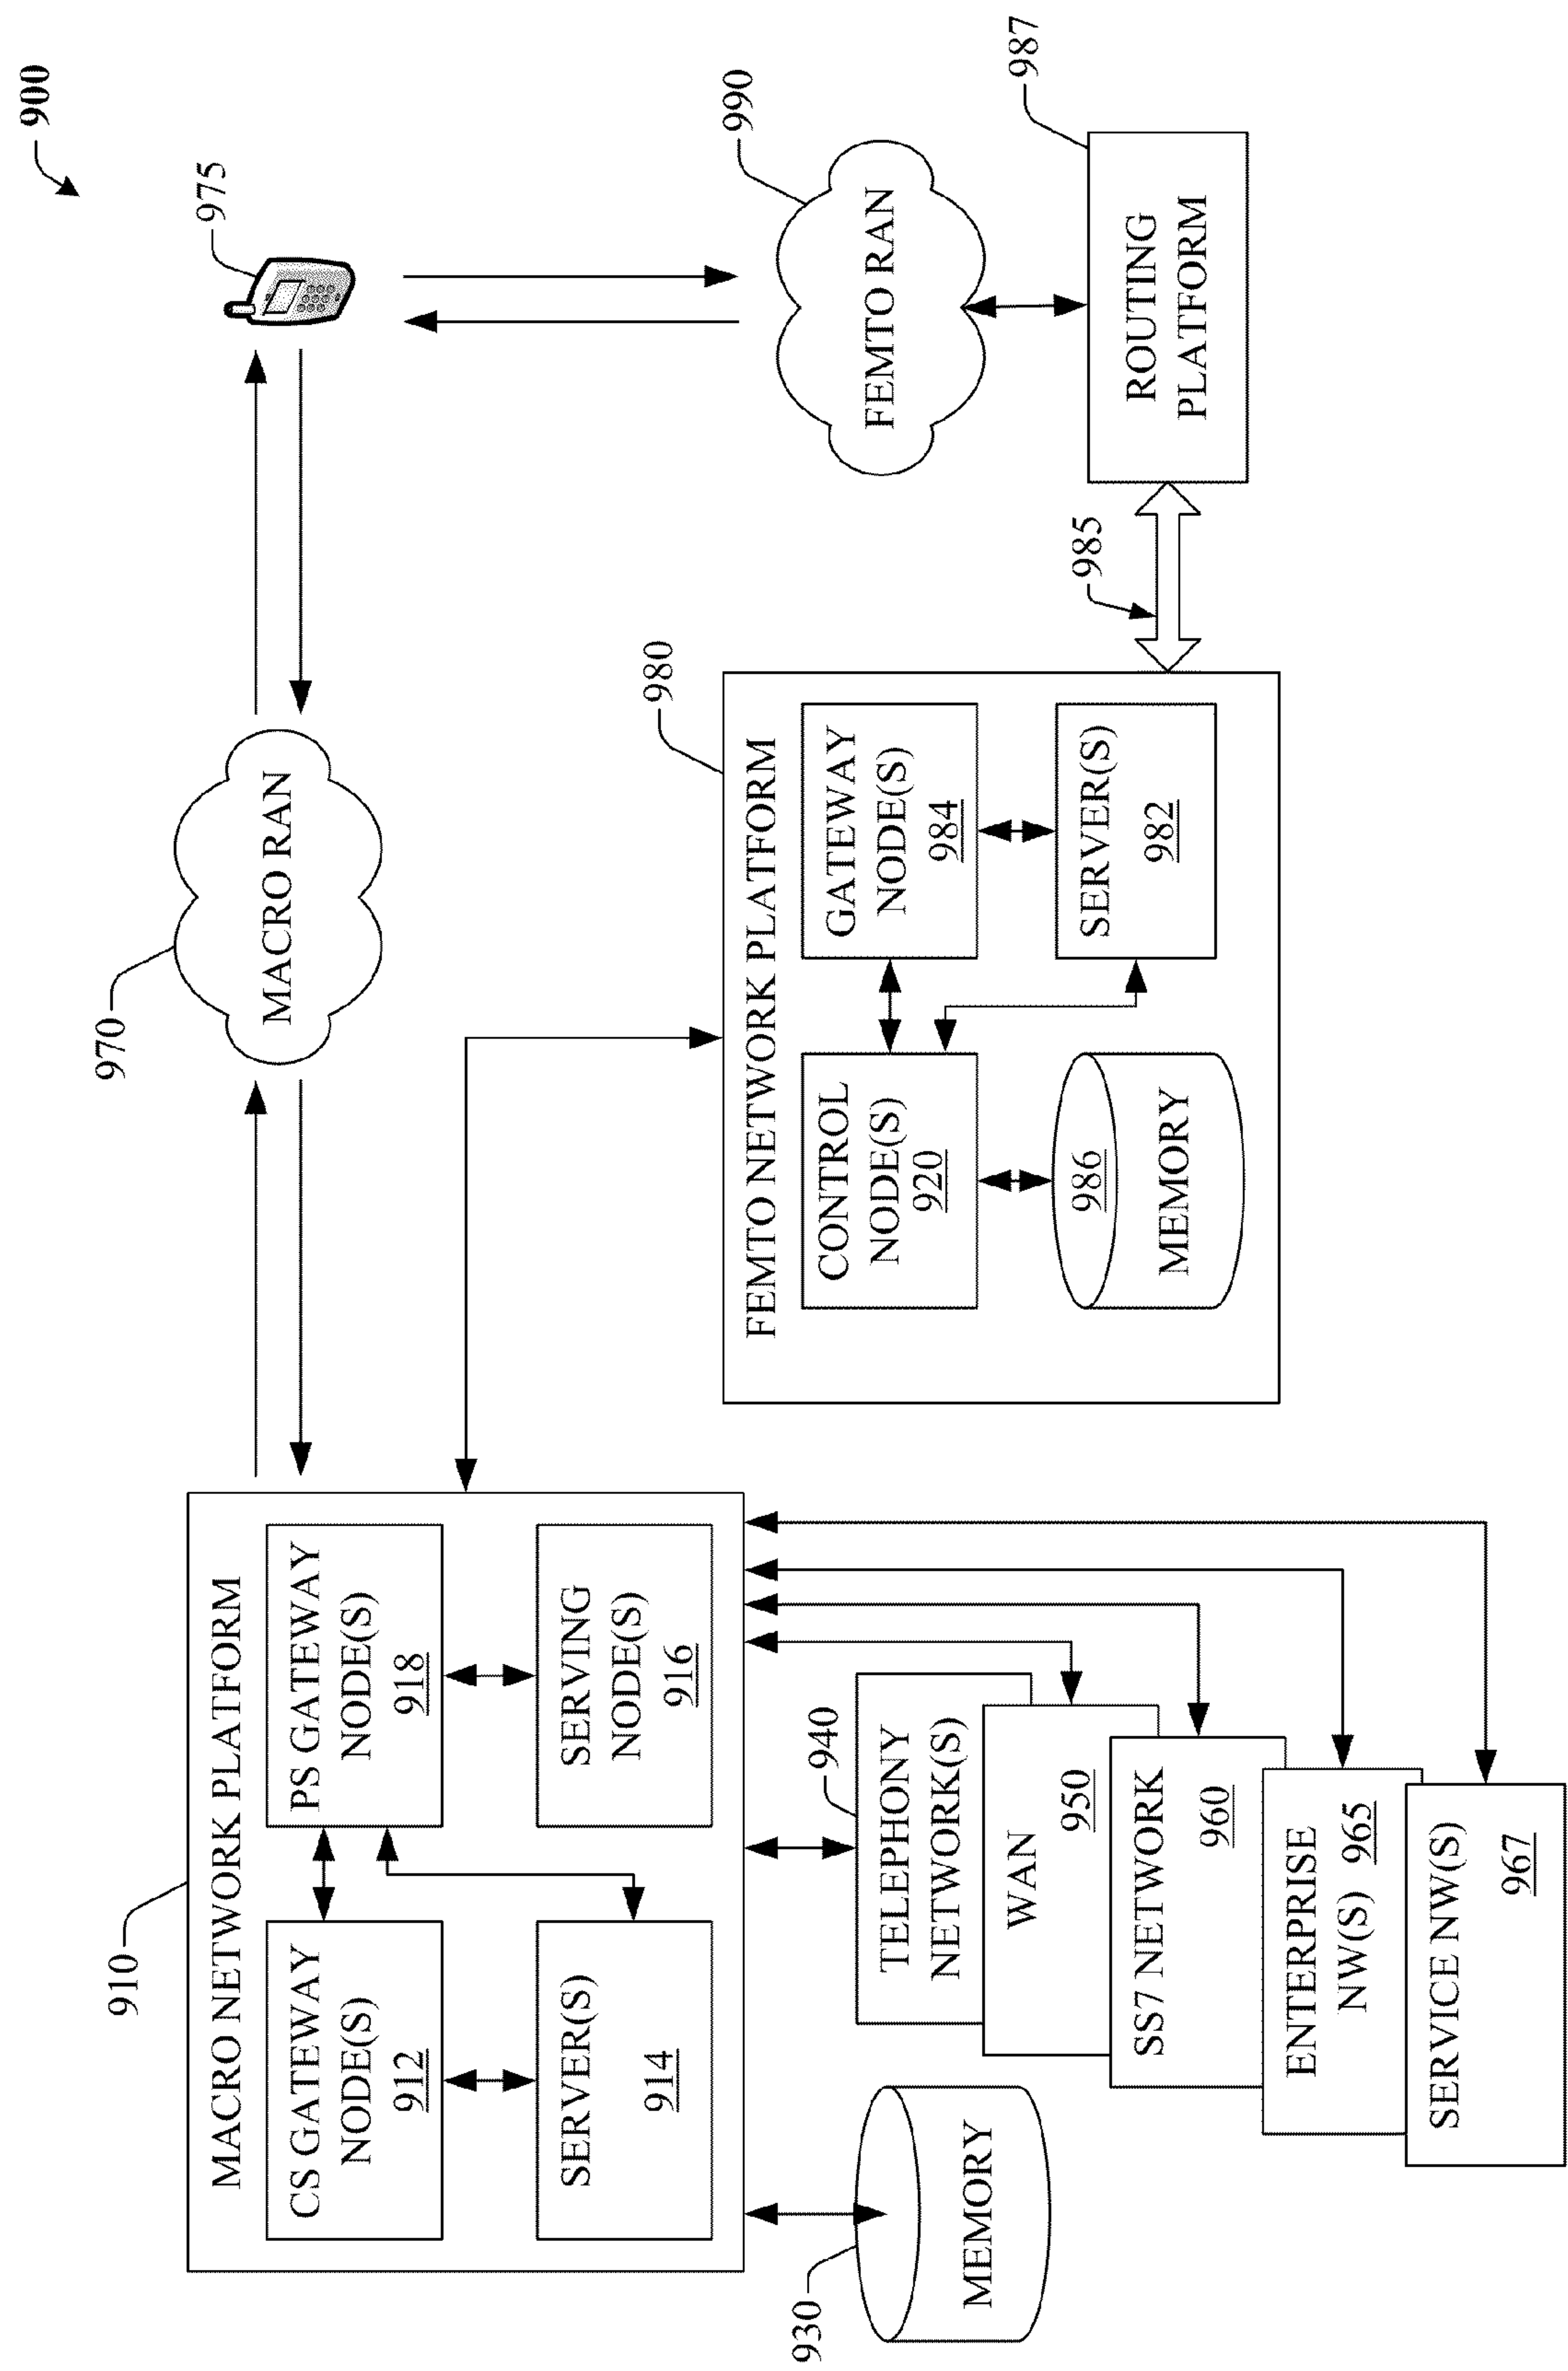 900
975
970
MACRO RAN
910
MACRO NETWORK PLATFORM
CS GATEWAY
NODE(S)
912
PS GATEWAY
NODE(S)
918
SERVER(S)
914
SERVING
NODE(S)
916
990
FEMTO RAN
980
FEMTO NETWORK PLATFORM
CONTROL
NODE(S)
920
GATEWAY
NODE(S)
984
986
MEMORY
SERVER(S)
982
985
987
ROUTING
PLATFORM
930
MEMORY
940
TELEPHONY
NETWORK(S)
WAN
950
SS7 NETWORK
960
ENTERPRISE
NW(S) 965
SERVICE NW(S)
967